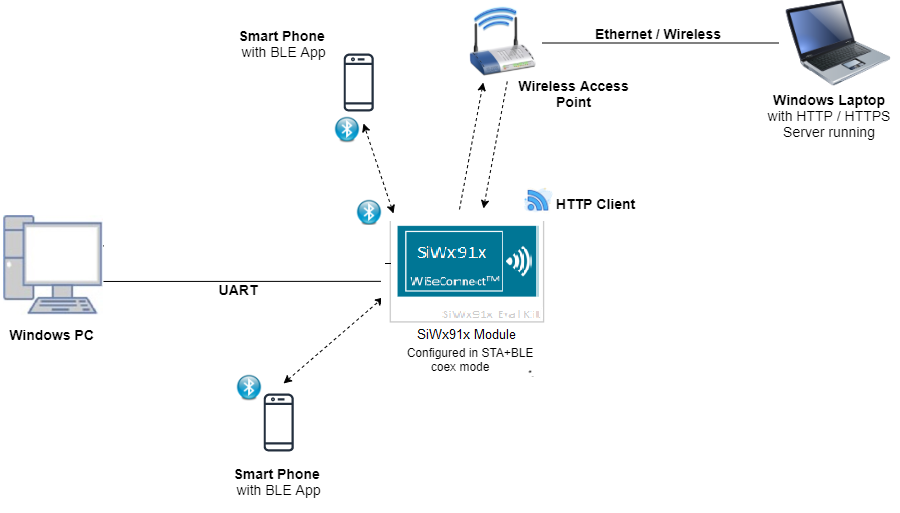 Smart Phone
with BLE App
Ethernet / Wireless
Wireless Access
Point
Windows Laptop
with HTTP / HTTPS
Server running
HTTP Client
SiWx91x
WiSeConnect™
SiWx91x Eval Kit
UART
Windows PC
SiWx91x Module
Configured in STA+BLE
coex mode
Smart Phone
with BLE App